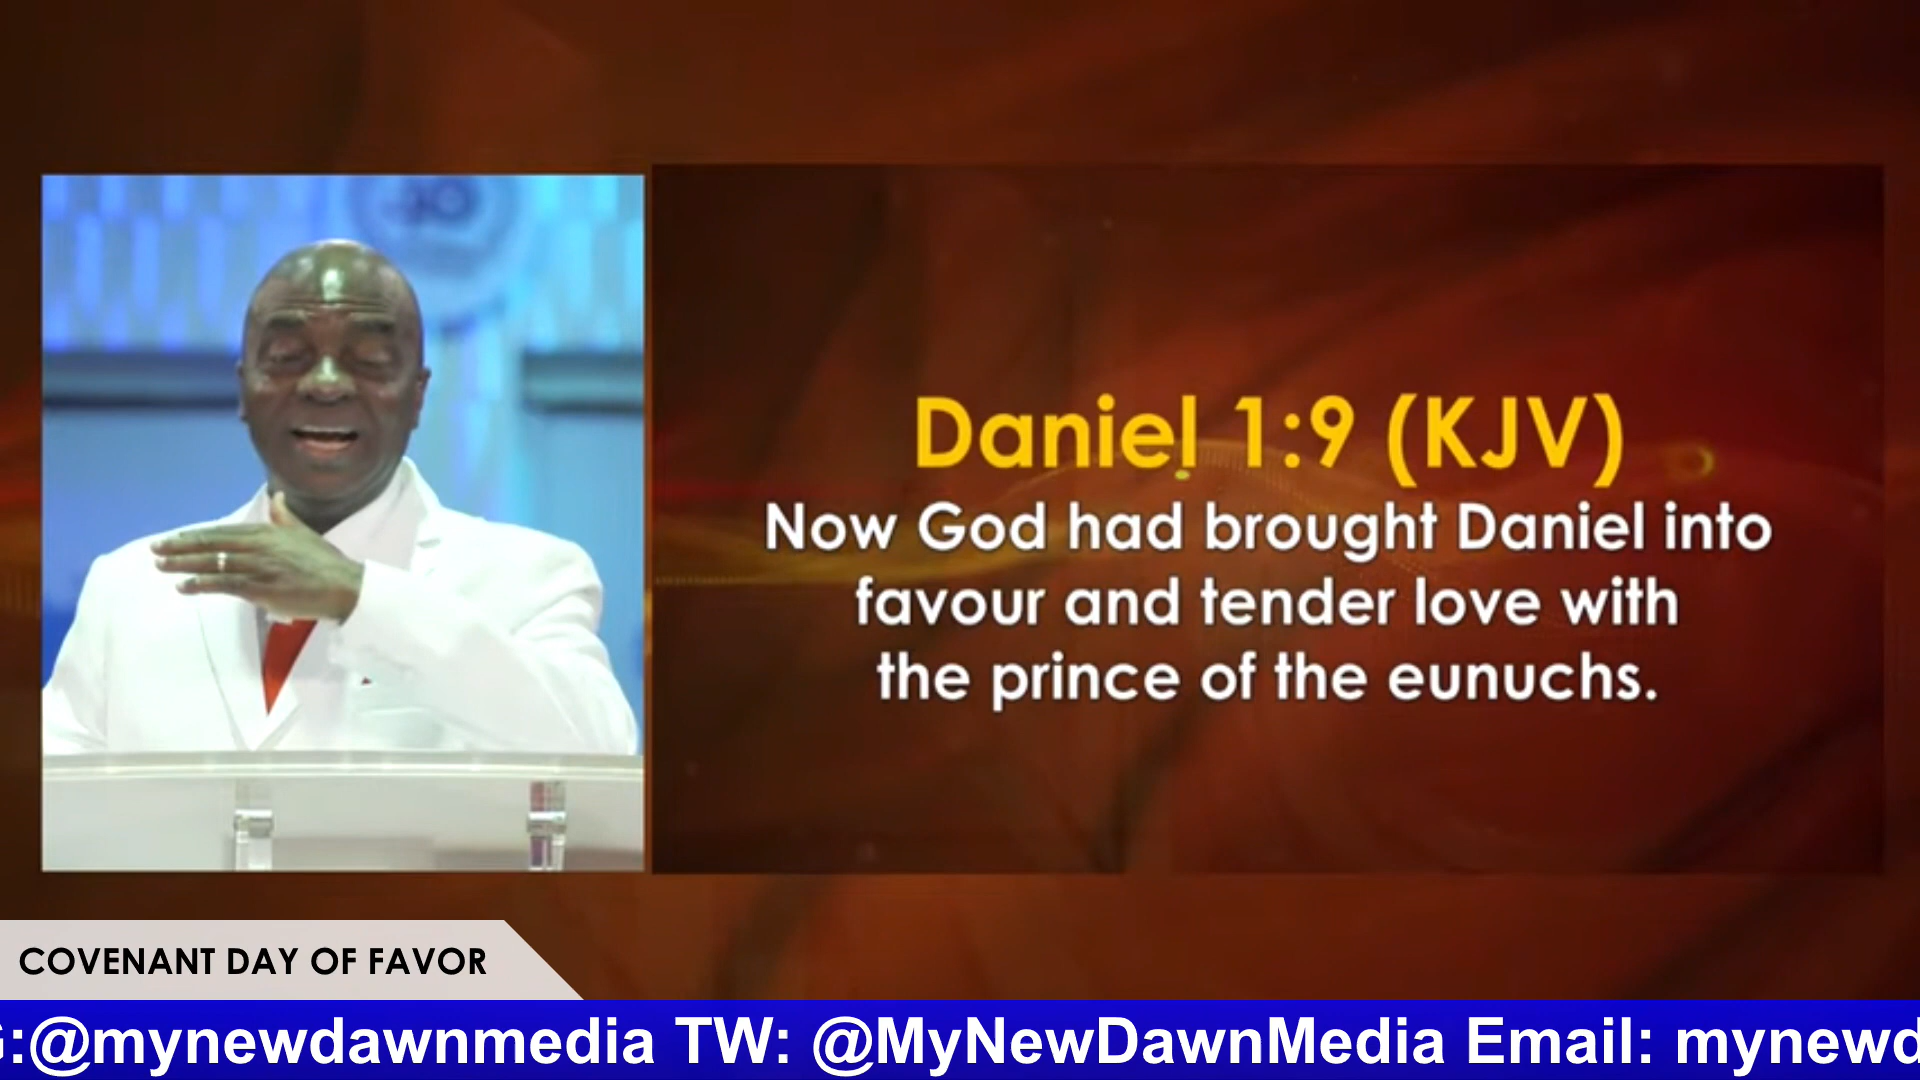 Daniel 1:9 (KJV)
Now God had brought Daniel into
favour and tender love with
the prince of the eunuchs.
COVENANT DAY OF FAVOR
:@mynewdawnmedia TW: @MyNewDawnMedia Email: mynewd